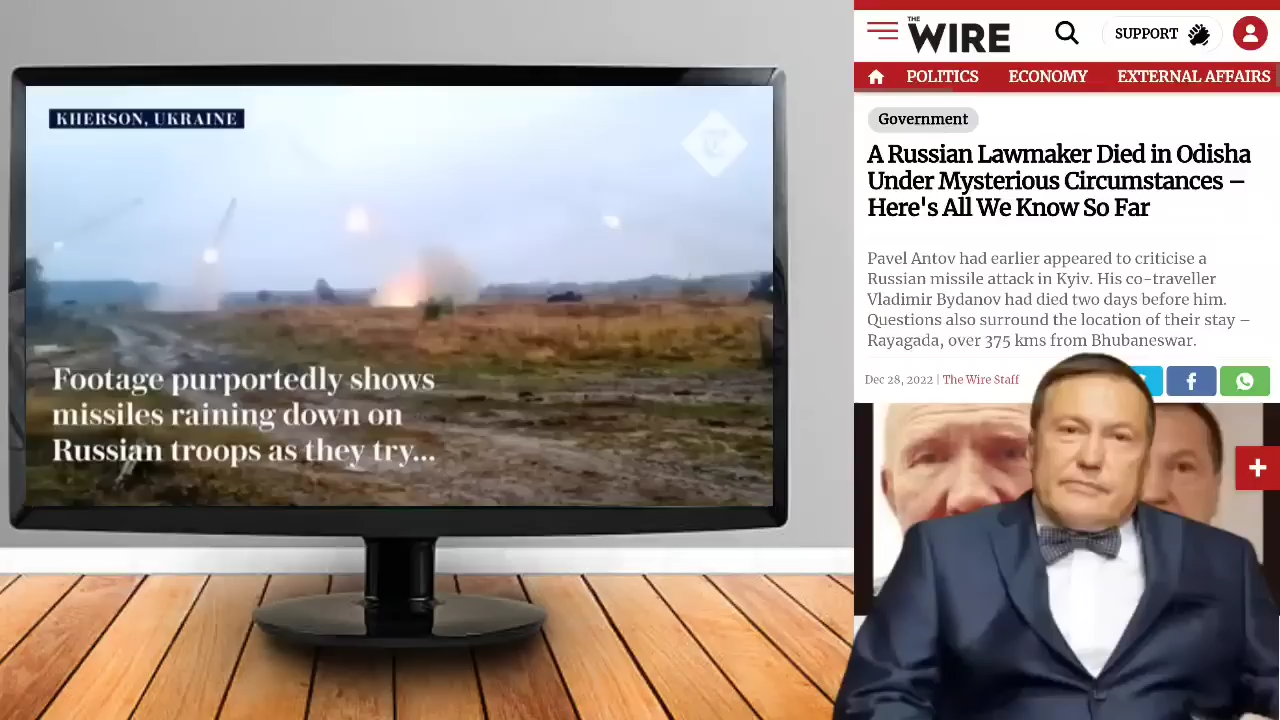 KHERSON, UKRAINE
T
Footage purportedly shows
missiles raining down on
Russian troops as they try...
THE
WIRE
SUPPORT
POLITICS
ECONOMY
EXTERNAL AFFAIRS
Government
A Russian Lawmaker Died in Odisha
Under Mysterious Circumstances –
Here's All We Know So Far
Pavel Antov had earlier appeared to criticise a
Russian missile attack in Kyiv. His co-traveller
Vladimir Bydanov had died two days before him.
Questions also surround the location of their stay –
Rayagada, over 375 kms from Bhubaneswar.
Dec 28, 2022 | The Wire Staff
f
+